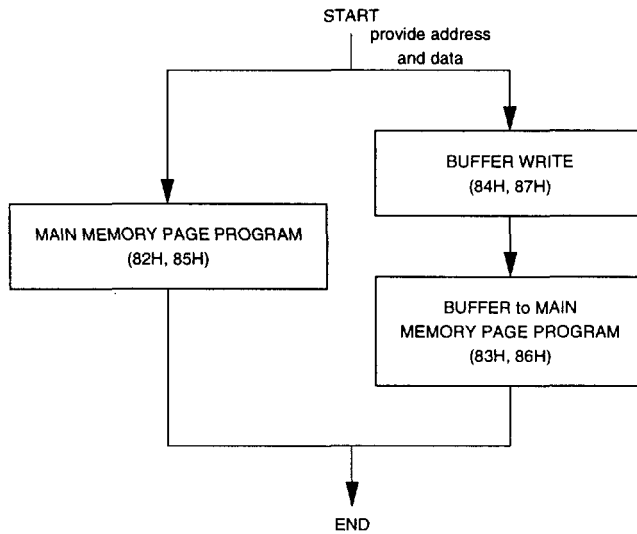 START
provide address
and data
BUFFER WRITE
(84H, 87H)
MAIN MEMORY PAGE PROGRAM
(82H, 85H)
BUFFER to MAIN
MEMORY PAGE PROGRAM
(83H, 86H)
END